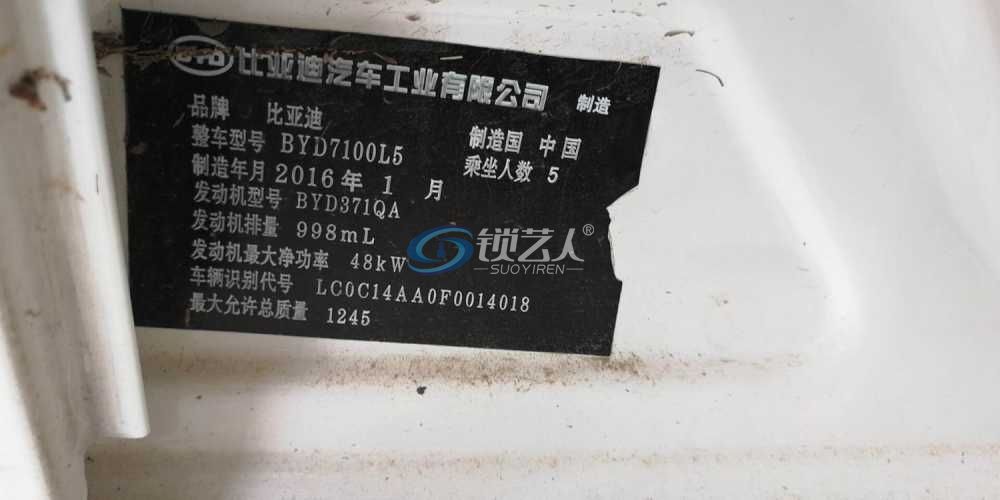 BYD 比亚迪汽车工业有限公司 制造
品牌 比亚迪
整车型号 BYD7100L5 制造国 中国
制造年月 2016年 1 月 乘坐人数 5
发动机型号 BYD371QA
发动机排量 998mL
发动机最大净功率 48kW
车辆识别代号 LC0C14AA0F0014018
最大允许总质量 1245
锁艺人®
SUOYIREN